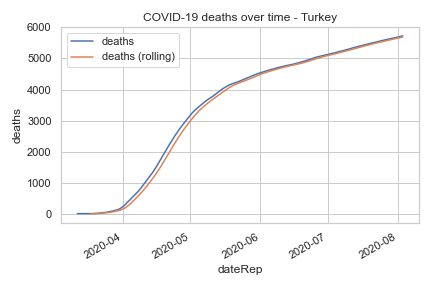 COVID-19 deaths over time - Turkey
deaths
deaths (rolling)
6000
5000
4000
3000
2000
1000
0
deaths
2020-04
2020-05
2020-06
2020-07
2020-08
dateRep